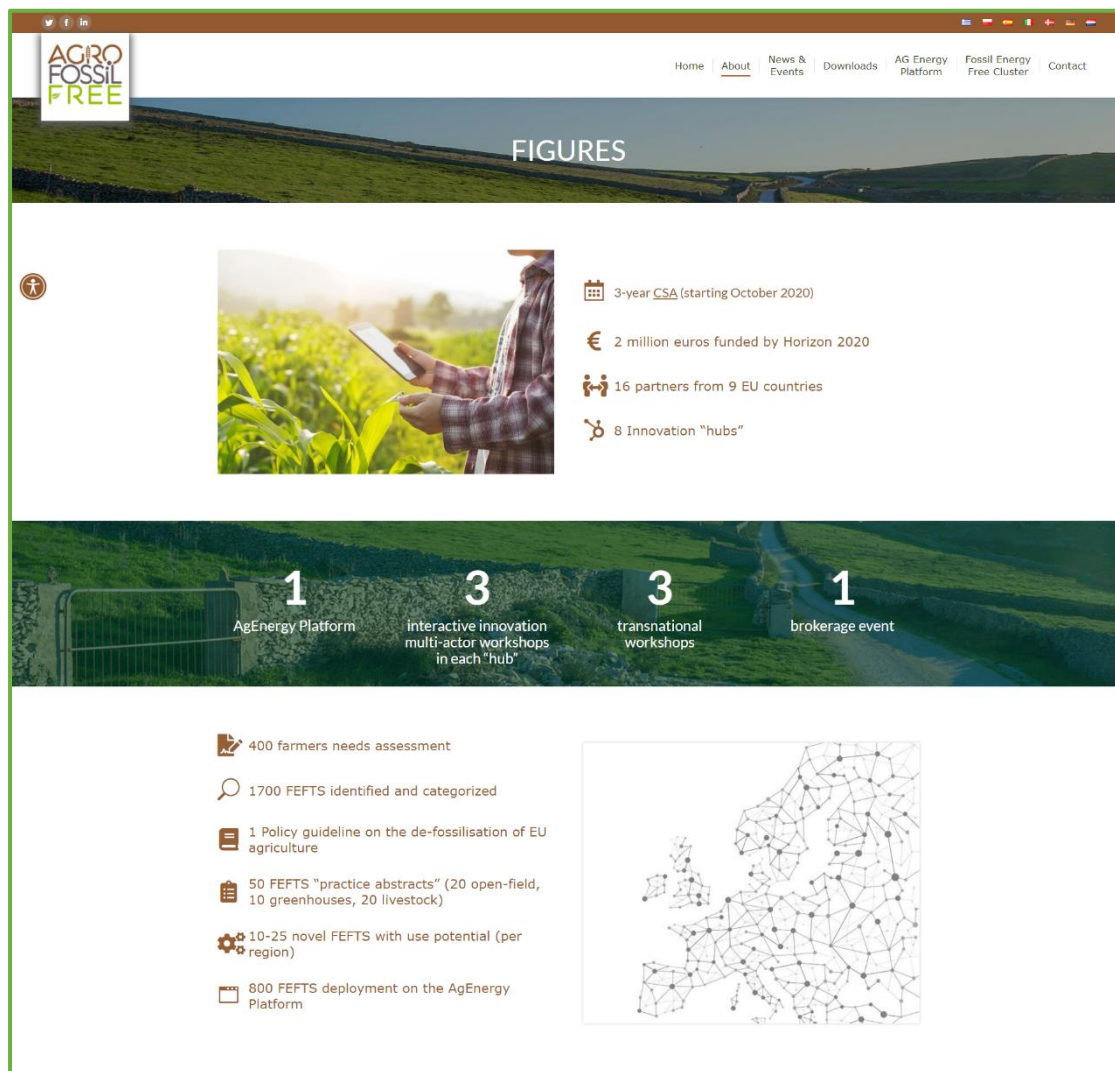 AGRO
FOSSIL
FREE
Home
About
News &
Events
Downloads
AG Energy
Platform
Fossil Energy
Free Cluster
Contact
FIGURES
3-year CSA (starting October 2020)
2 million euros funded by Horizon 2020
16 partners from 9 EU countries
8 Innovation “hubs”
1
AgEnergy Platform
3
interactive innovation
multi-actor workshops
in each “hub”
3
transnational
workshops
1
brokerage event
400 farmers needs assessment
1700 FEFTS identified and categorized
1 Policy guideline on the de-fossilisation of EU
agriculture
50 FEFTS “practice abstracts” (20 open-field,
10 greenhouses, 20 livestock)
10-25 novel FEFTS with use potential (per
region)
800 FEFTS deployment on the AgEnergy
Platform